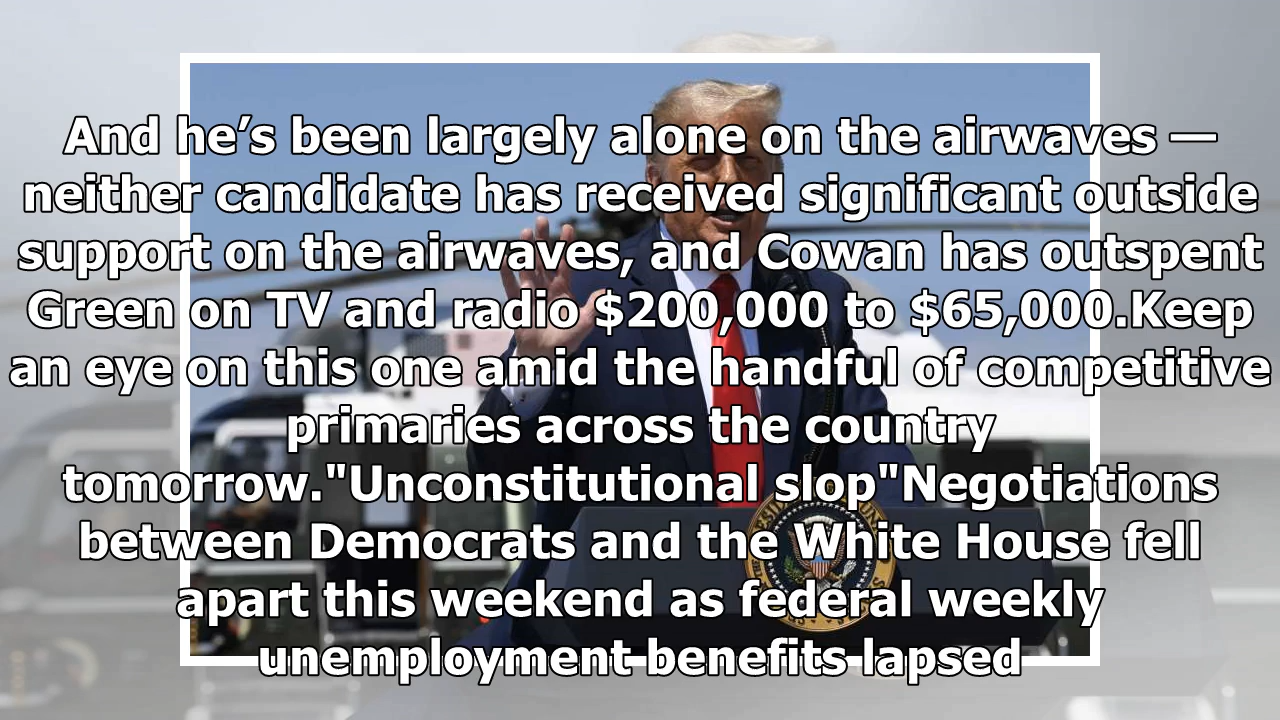 And he’s been largely alone on the airwaves —
neither candidate has received significant outside
support on the airwaves, and Cowan has outspent
Green on TV and radio $200,000 to $65,000.Keep
an eye on this one amid the handful of competitive
primaries across the country
tomorrow."Unconstitutional slop"Negotiations
between Democrats and the White House fell
apart this weekend as federal weekly
unemployment benefits lapsed